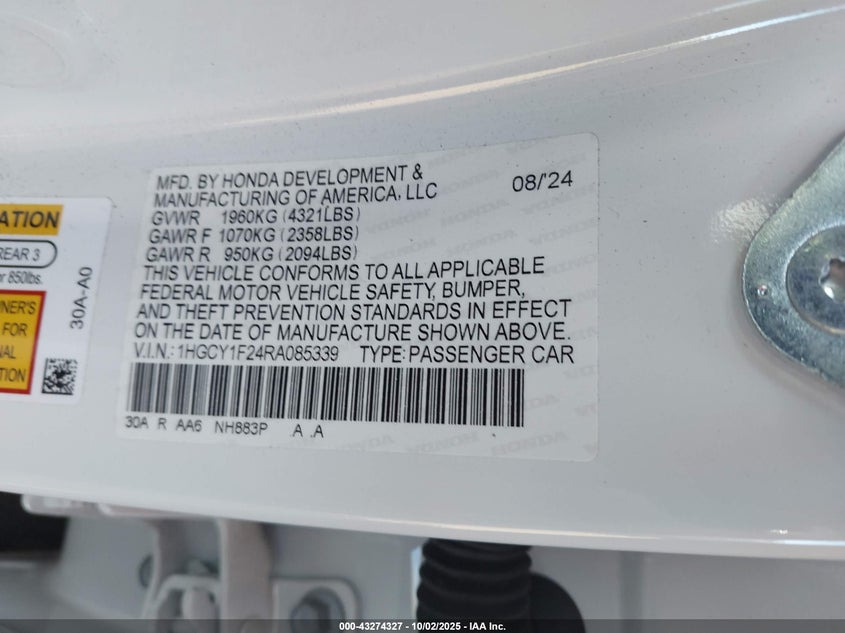 MFD. BY HONDA DEVELOPMENT &
MANUFACTURING OF AMERICA, LLC
08/'24
GVWR 1960KG (4321LBS)
GAWR F 1070KG (2358LBS)
GAWR R 950KG (2094LBS)
THIS VEHICLE CONFORMS TO ALL APPLICABLE
FEDERAL MOTOR VEHICLE SAFETY, BUMPER,
AND THEFT PREVENTION STANDARDS IN EFFECT
ON THE DATE OF MANUFACTURE SHOWN ABOVE.
V.I.N.: 1HGCY1F24RA085339 TYPE: PASSENGER CAR
30A R AA6 NH883P .A .A
REAR 3
850lbs.
FOR
30A-A0
000-43274327 - 10/02/2025 - IAA Inc.